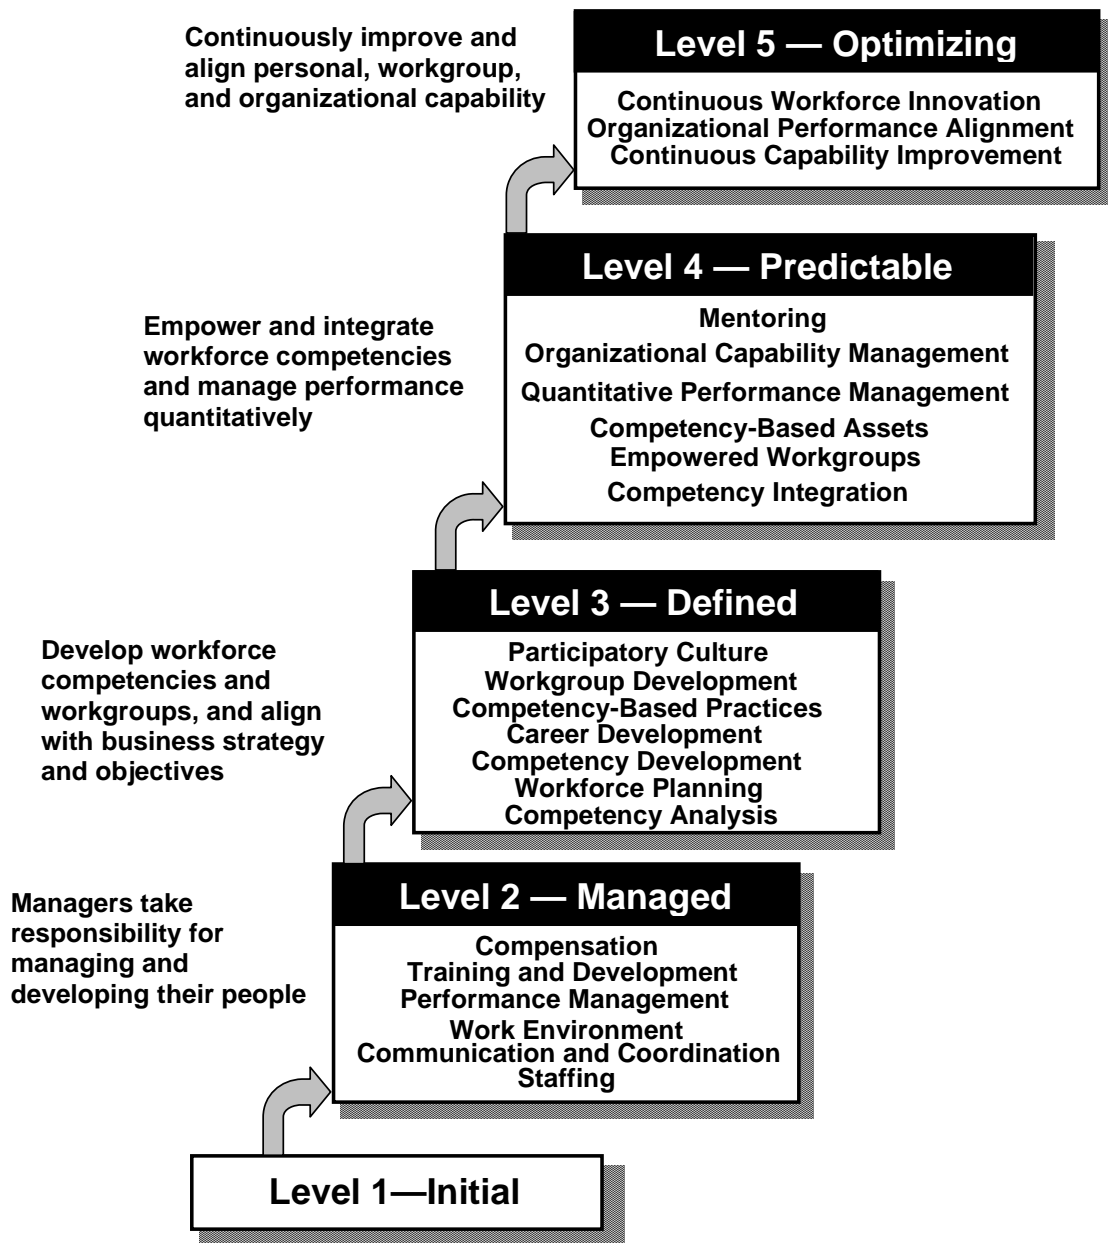 Continuously improve and
align personal, workgroup,
and organizational capability
Level 5 — Optimizing
Continuous Workforce Innovation
Organizational Performance Alignment
Continuous Capability Improvement
Empower and integrate
workforce competencies
and manage performance
quantitatively
Level 4 — Predictable
Mentoring
Organizational Capability Management
Quantitative Performance Management
Competency-Based Assets
Empowered Workgroups
Competency Integration
Develop workforce
competencies and
workgroups, and align
with business strategy
and objectives
Level 3 — Defined
Participatory Culture
Workgroup Development
Competency-Based Practices
Career Development
Competency Development
Workforce Planning
Competency Analysis
Managers take
responsibility for
managing and
developing their people
Level 2 — Managed
Compensation
Training and Development
Performance Management
Work Environment
Communication and Coordination
Staffing
Level 1—Initial